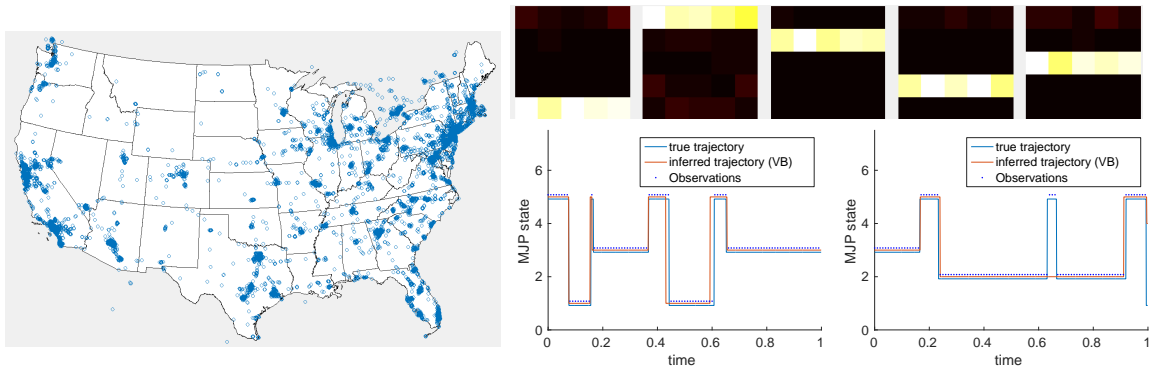 true trajectory
inferred trajectory (VB)
Observations
MJP state
6
4
2
0
0
0.2
0.4
0.6
0.8
1
time
true trajectory
inferred trajectory (VB)
Observations
MJP state
6
4
2
0
0
0.2
0.4
0.6
0.8
1
time